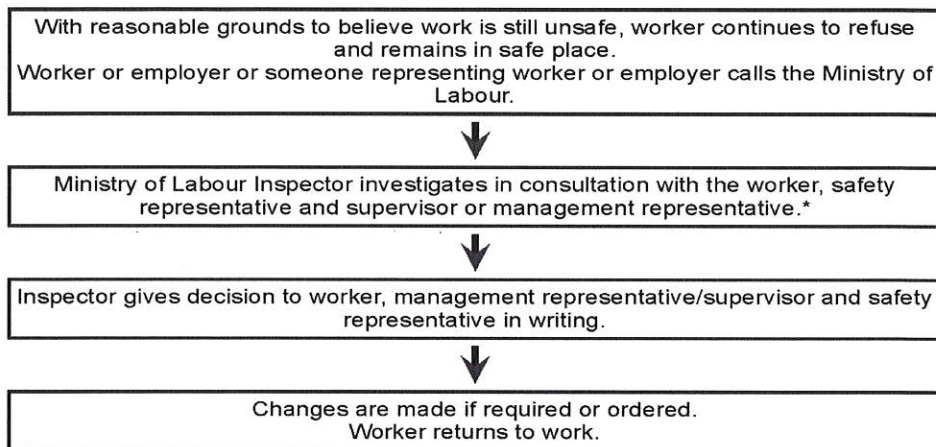 With reasonable grounds to believe work is still unsafe, worker continues to refuse
and remains in safe place.
Worker or employer or someone representing worker or employer calls the Ministry of
Labour.
Ministry of Labour Inspector investigates in consultation with the worker, safety
representative and supervisor or management representative.*
Inspector gives decision to worker, management representative/supervisor and safety
representative in writing.
Changes are made if required or ordered.
Worker returns to work.